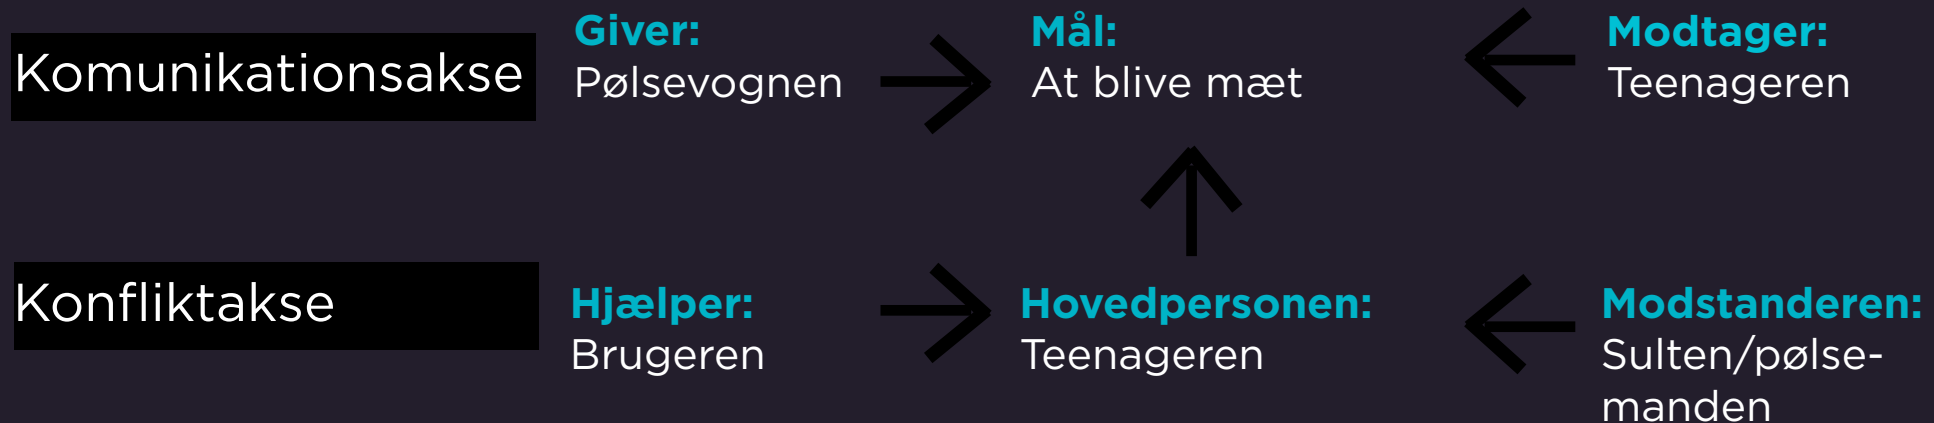 Komunikationsakse
Giver:
Pølsevognen
Mål:
At blive mæt
Modtager:
Teenageren
Konfliktakse
Hjælper:
Brugeren
Hovedpersonen:
Teenageren
Modstanderen:
Sulten/pølse-
manden